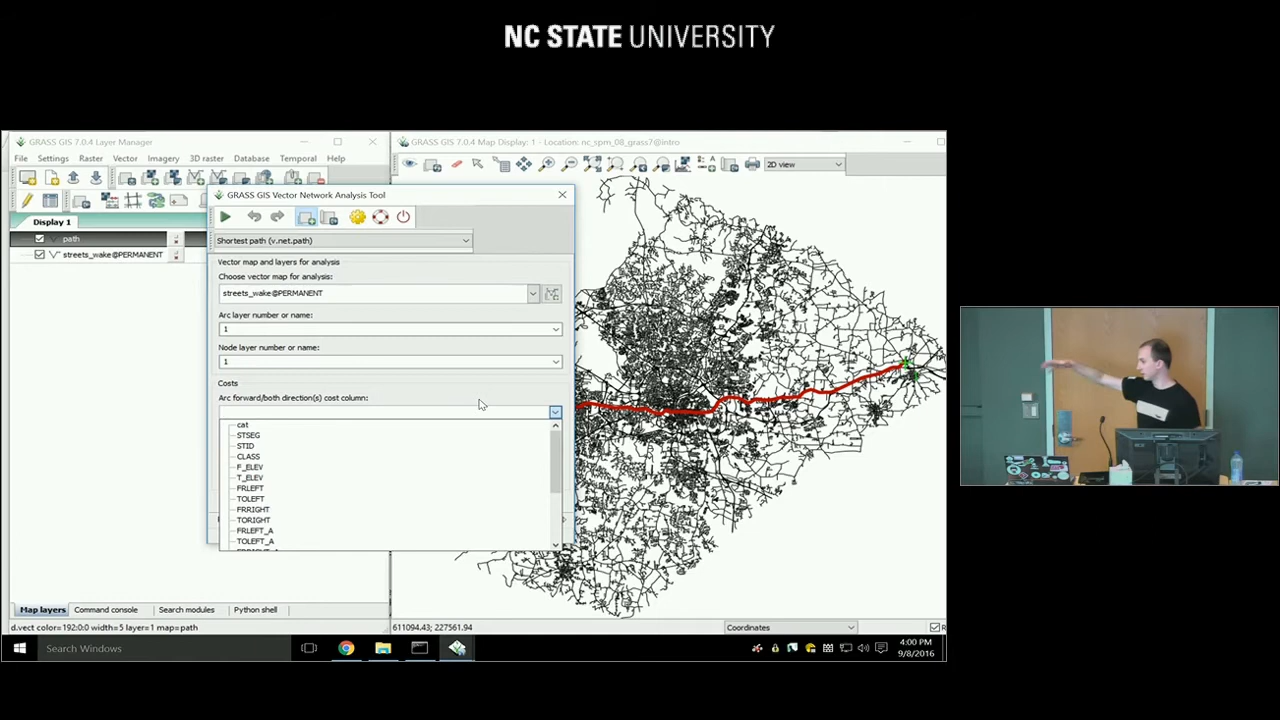 NC STATE UNIVERSITY
GRASS GIS 7.0.4 Layer Manager
File Settings Raster Vector Imagery 3D raster Database Temporal Help
Display 1
path
streets_wake@PERMANENT
GRASS GIS Vector Network Analysis Tool
Shortest path (v.net.path)
Vector map and layers for analysis
Choose vector map for analysis:
streets_wake@PERMANENT
Arc layer number or name:
1
Node layer number or name:
1
Costs
Arc forward/both direction(s) cost column:
cat
STSEG
STID
CLASS
F_ELEV
T_ELEV
FRLEFT
TOLEFT
FRRIGHT
TORIGHT
FRLEFT_A
TOLEFT_A
GRASS GIS 7.0.4 Map Display: 1 - Location: nc_spm_08_grass7@intro
2D view
Map layers Command console Search modules Python shell
d.vect color=192:0:0 width=5 layer=1 map=path
611094.43; 227561.94
Coordinates
Search Windows
4:00 PM
9/8/2016